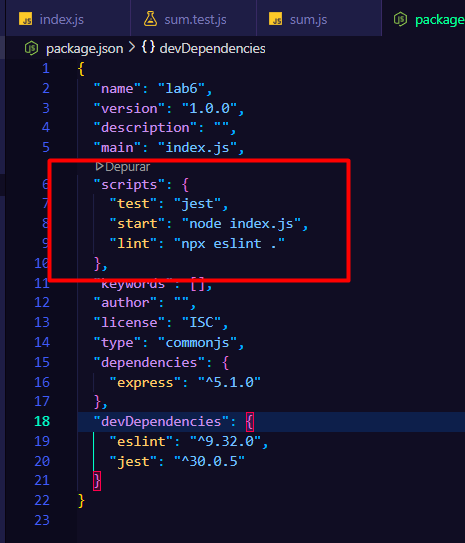 JS index.js sum.test.js JS sum.js package
package.json > {} devDependencies
1 {
2 "name": "lab6",
3 "version": "1.0.0",
4 "description": "",
5 "main": "index.js",
Depurar
6 "scripts": {
7 "test": "jest",
8 "start": "node index.js",
9 "lint": "npx eslint ."
10 },
11 "keywords": [],
12 "author": "",
13 "license": "ISC",
14 "type": "commonjs",
15 "dependencies": {
16 "express": "^5.1.0"
17 },
18 "devDependencies": {
19 "eslint": "^9.32.0",
20 "jest": "^30.0.5"
21 }
22 }
23